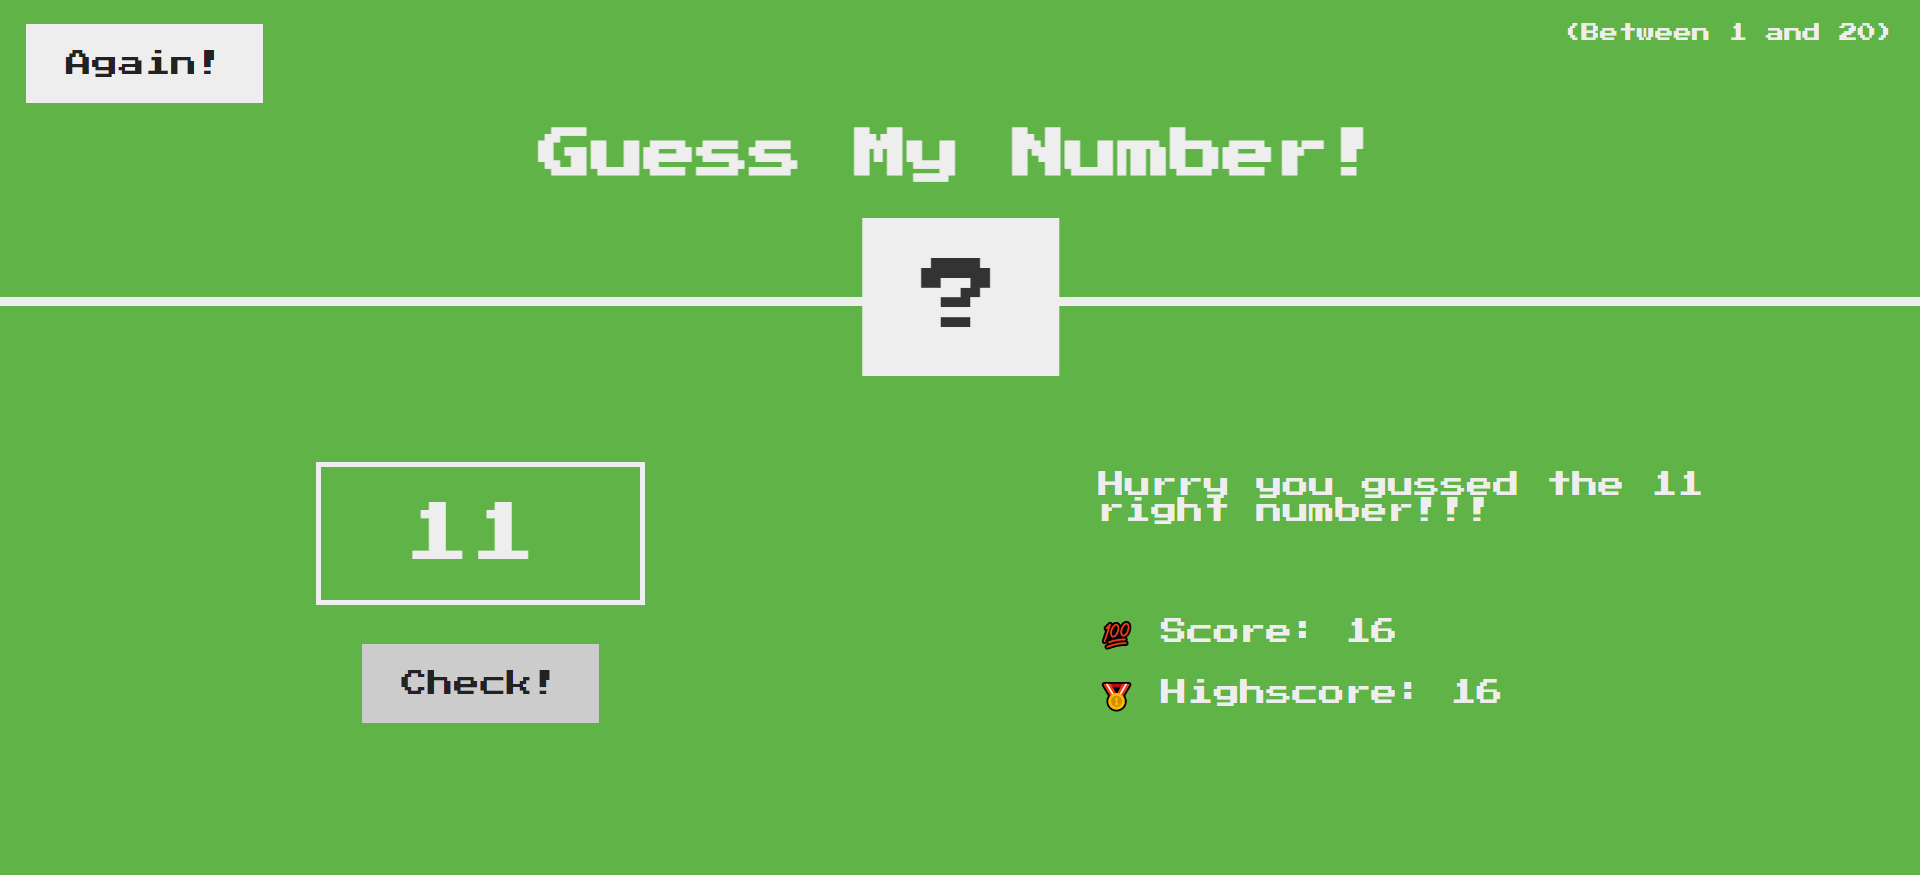 Again!
(Between 1 and 20)
Guess My Number!
?
11
Check!
Hurry you gussed the 11
right number!!!
💯 Score: 16
🥇 Highscore: 16